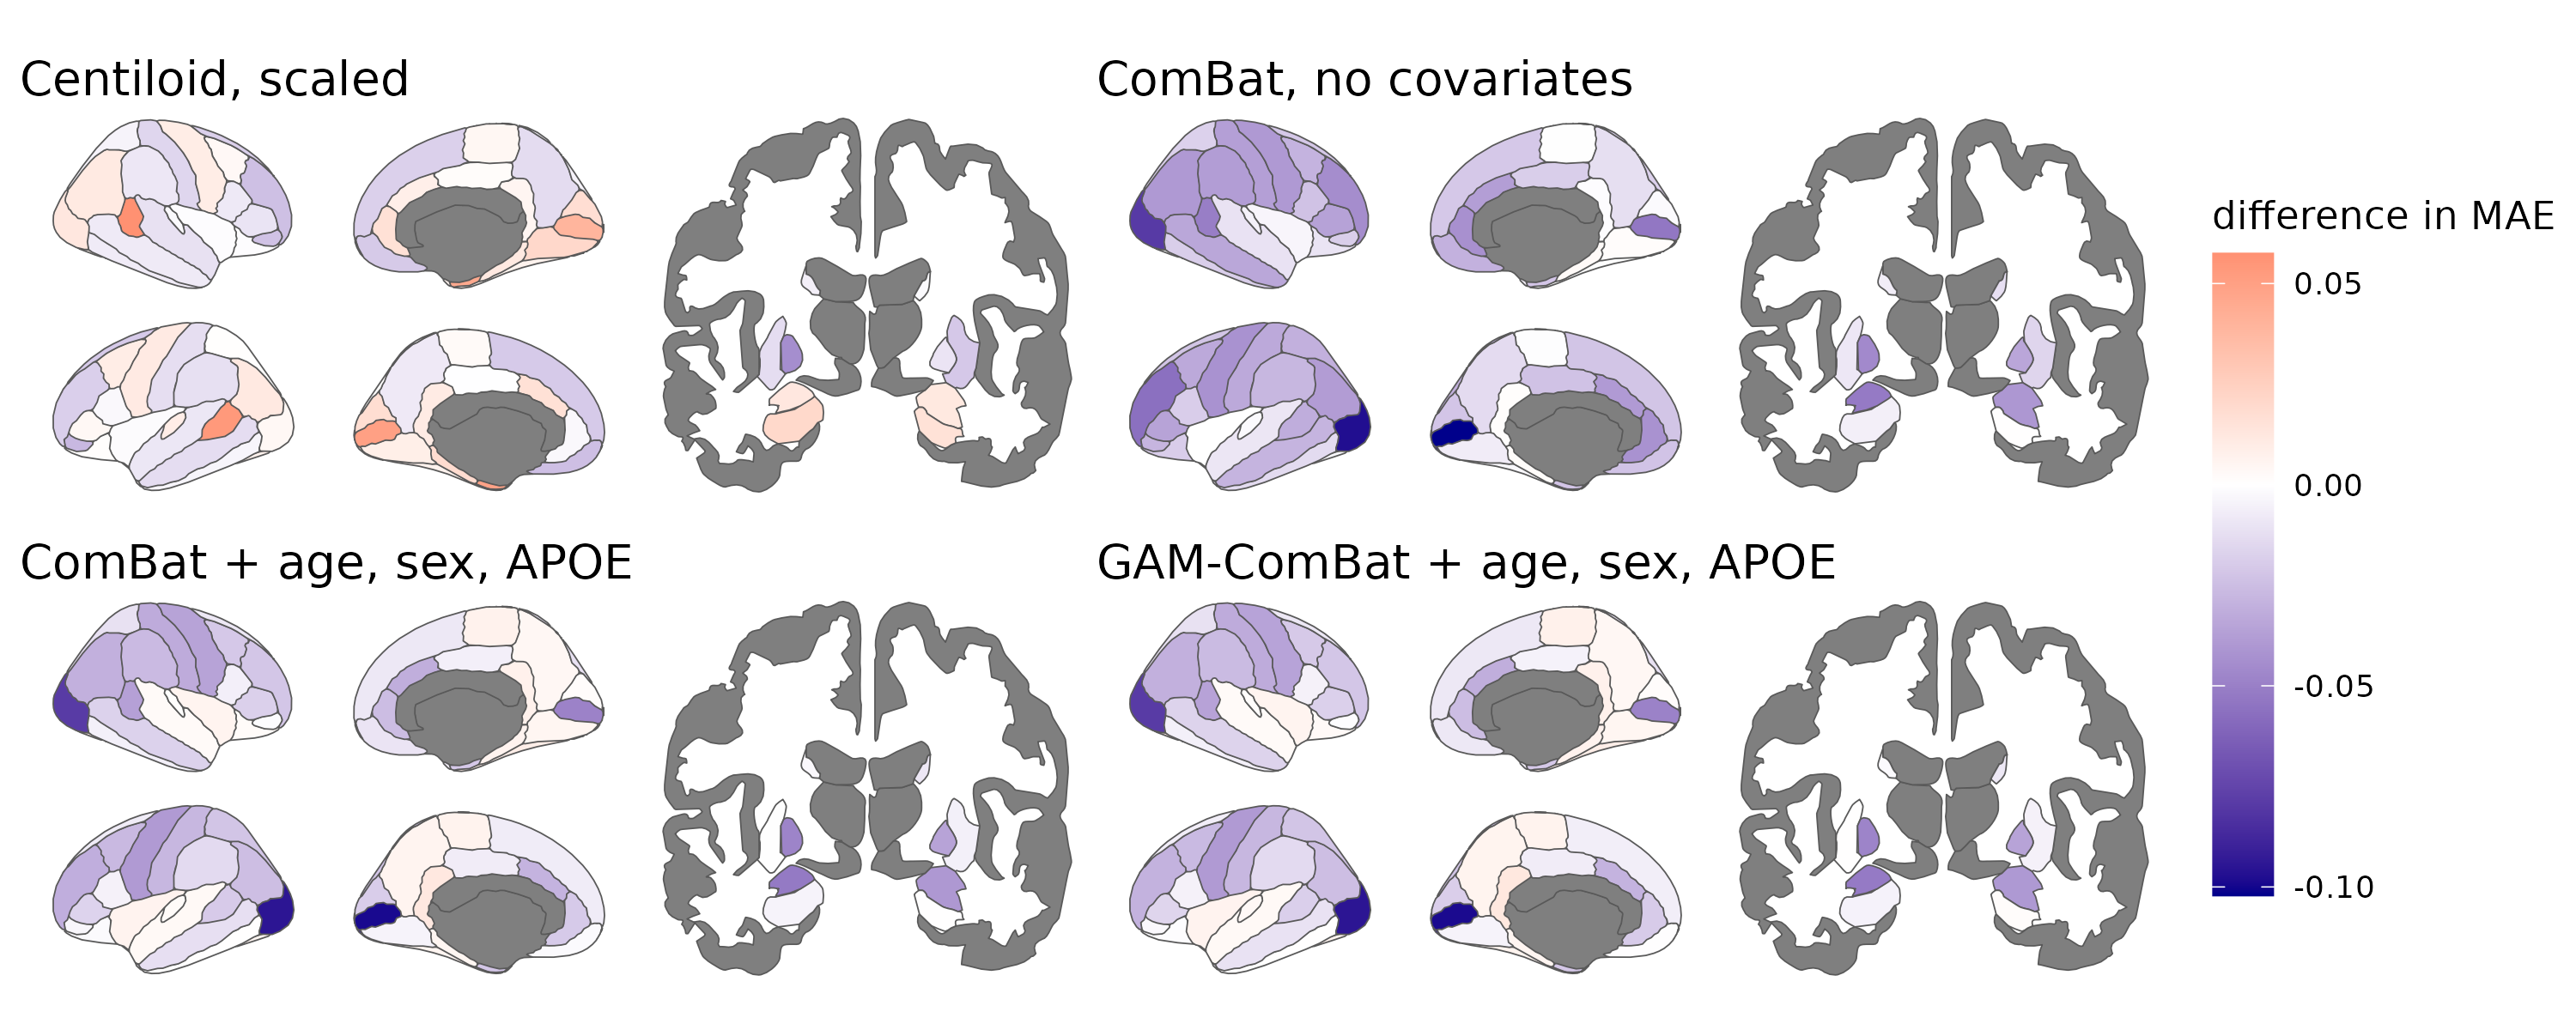 Centiloid, scaled
ComBat, no covariates
difference in MAE
0.05
0.00
-0.05
-0.10
ComBat + age, sex, APOE
GAM-ComBat + age, sex, APOE